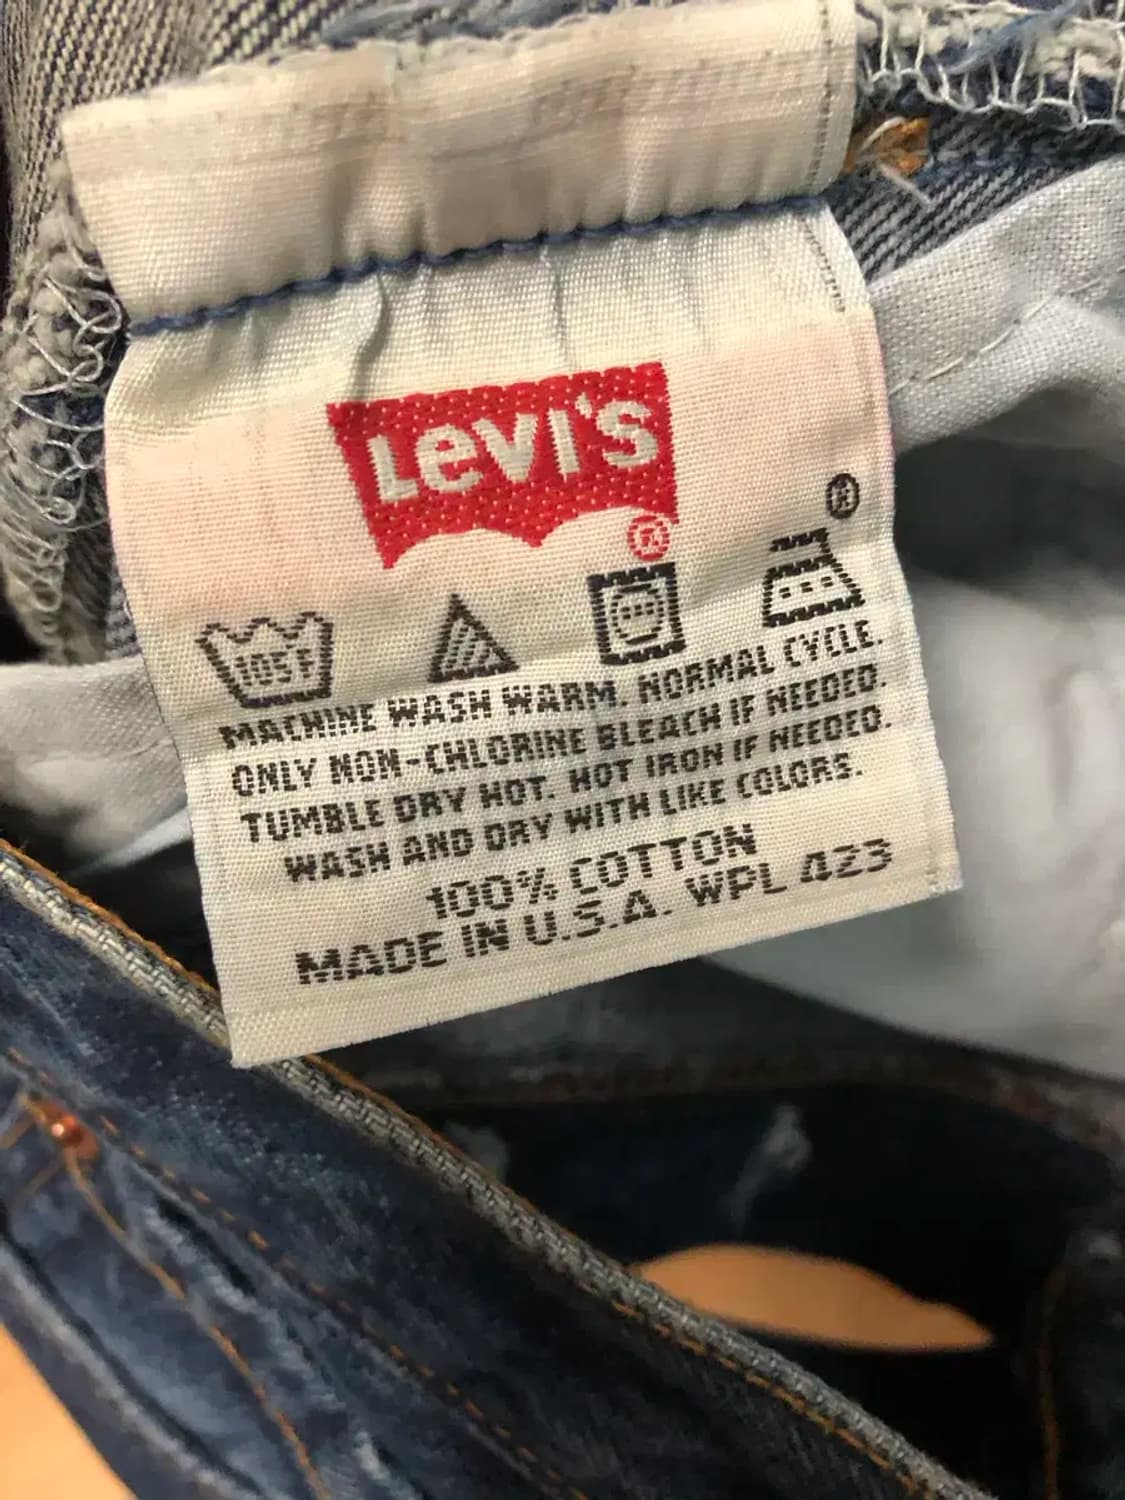 LEVI'S
®
®
105F
MACHINE WASH WARM. NORMAL CYCLE.
ONLY NON-CHLORINE BLEACH IF NEEDED.
TUMBLE DRY HOT. HOT IRON IF NEEDED.
WASH AND DRY WITH LIKE COLORS.
100% COTTON
MADE IN U.S.A. WPL 423